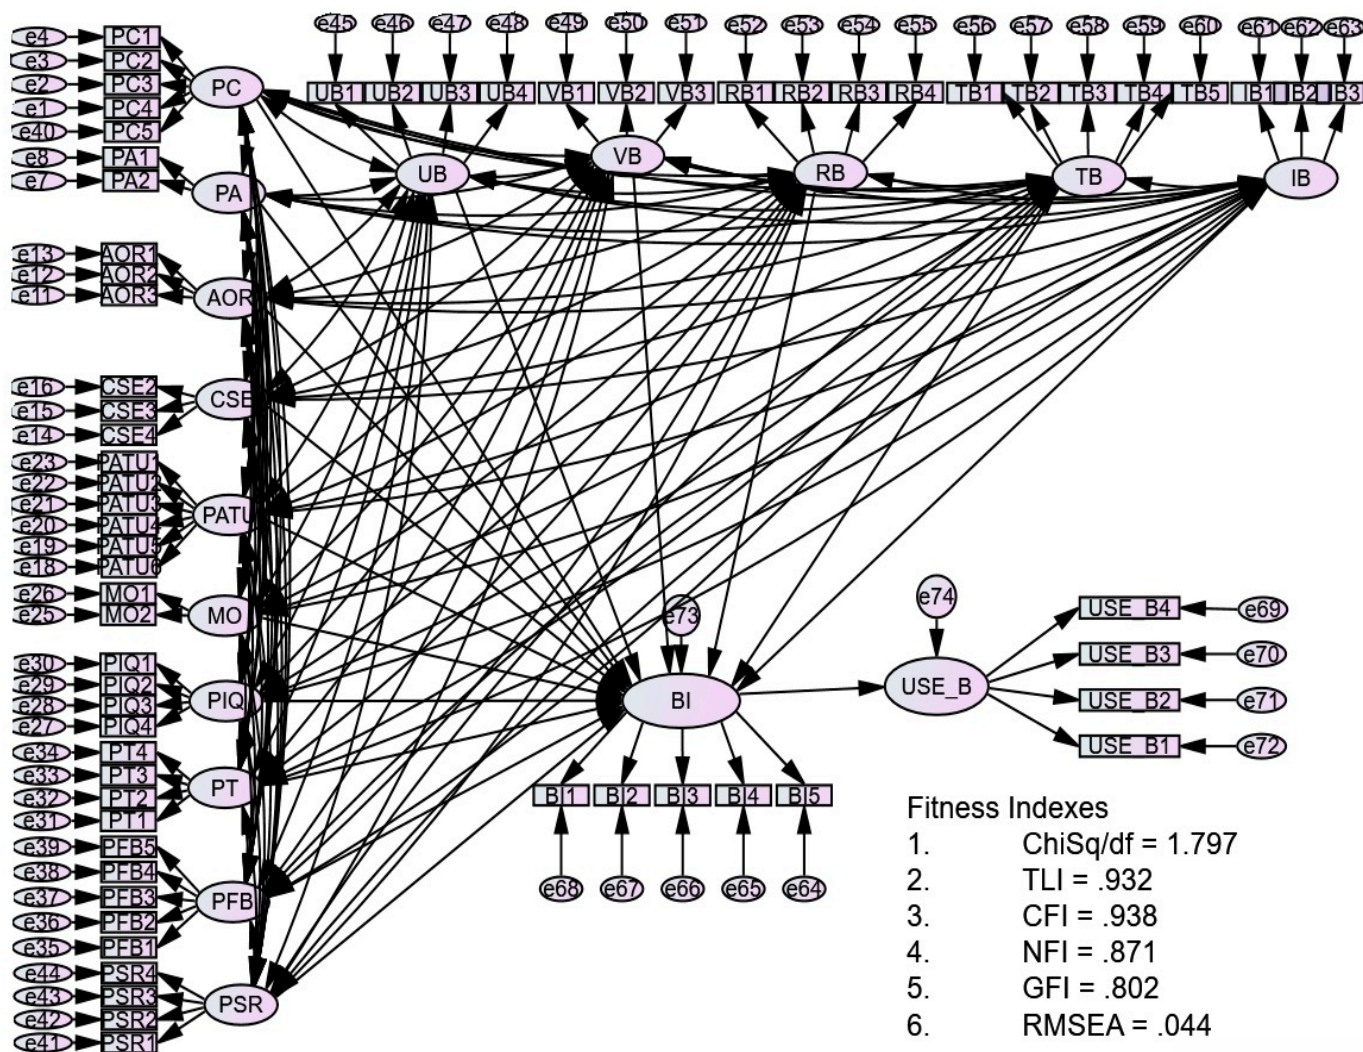 e45 e46 e47 e48 e49 e50 e51 e52 e53 e54 e55 e56 e57 e58 e59 e60 e61 e62 e63
UB1 UB2 UB3 UB4 VB1 VB2 VB3 RB1 RB2 RB3 RB4 TB1 TB2 TB3 TB4 TB5 IB1 IB2 IB3
UB VB RB TB IB
e4 PC1
e3 PC2
e2 PC3
e1 PC4
e40 PC5
PC
e8 PA1
e7 PA2
PA
e13 AOR1
e12 AOR2
e11 AOR3
AOR
e16 CSE2
e15 CSE3
e14 CSE4
CSE
e23 PATU1
e22 PATU2
e21 PATU3
e20 PATU4
e19 PATU5
e18 PATU6
PATU
e26 MO1
e25 MO2
MO
e30 PIQ1
e29 PIQ2
e28 PIQ3
e27 PIQ4
PIQ
e34 PT4
e33 PT3
e32 PT2
e31 PT1
PT
e39 PFB5
e38 PFB4
e37 PFB3
e36 PFB2
e35 PFB1
PFB
e44 PSR4
e43 PSR3
e42 PSR2
e41 PSR1
PSR
e73
BI
BI1 BI2 BI3 BI4 BI5
e68 e67 e66 e65 e64
e74
USE_B
USE_B4 e69
USE_B3 e70
USE_B2 e71
USE_B1 e72
Fitness Indexes
1. ChiSq/df = 1.797
2. TLI = .932
3. CFI = .938
4. NFI = .871
5. GFI = .802
6. RMSEA = .044